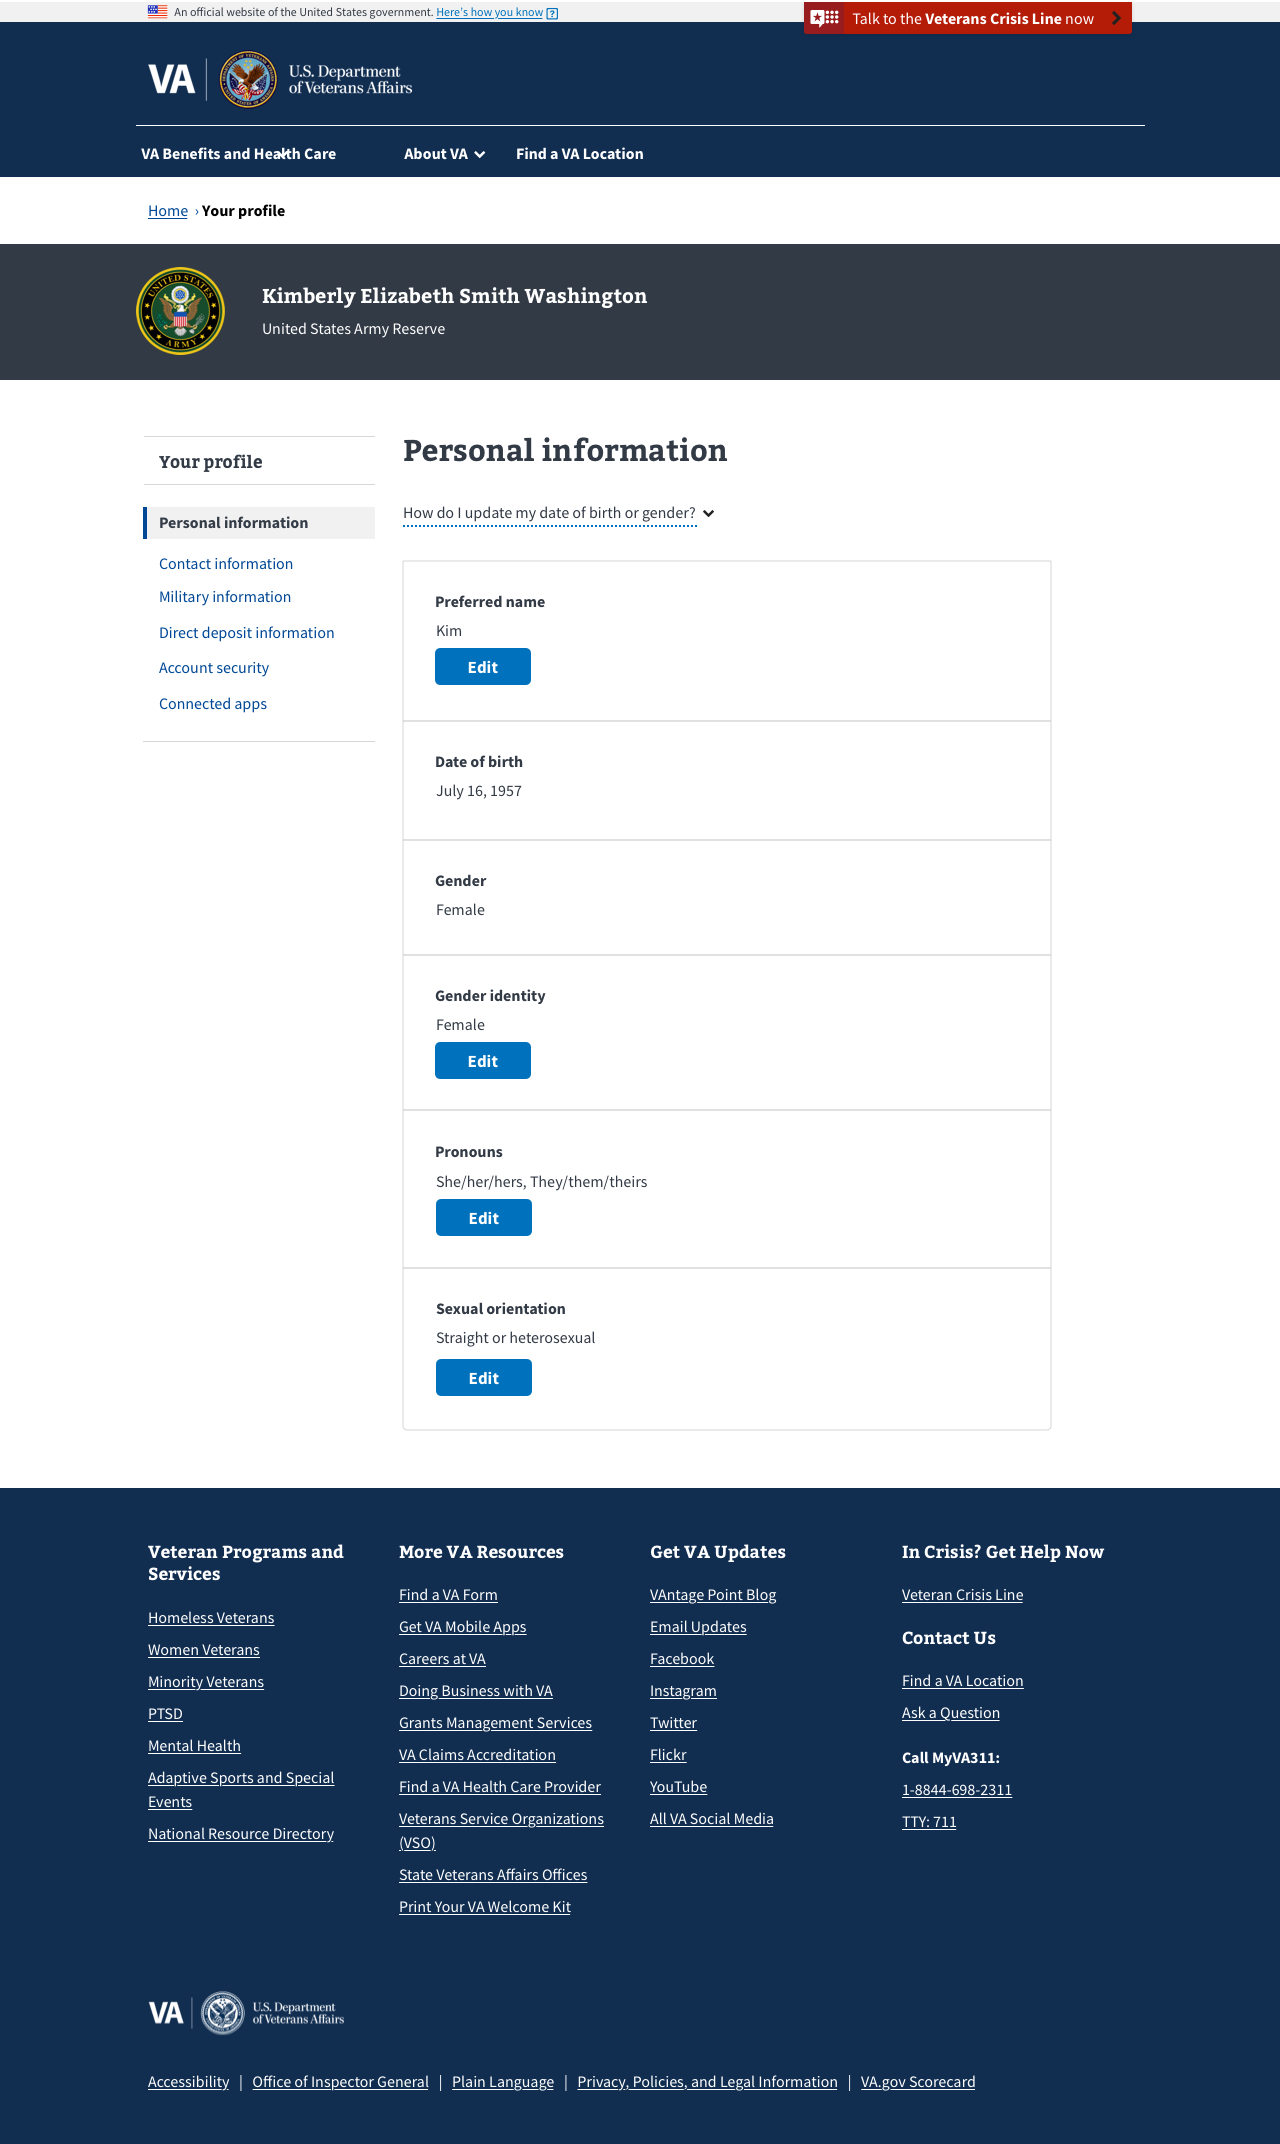 An official website of the United States government. Here's how you know
Talk to the Veterans Crisis Line now
VA
U.S. Department
of Veterans Affairs
VA Benefits and Health Care
About VA
Find a VA Location
Home › Your profile
UNITED STATES
ARMY
Kimberly Elizabeth Smith Washington
United States Army Reserve
Your profile
Personal information
Contact information
Military information
Direct deposit information
Account security
Connected apps
Personal information
How do I update my date of birth or gender?
Preferred name
Kim
Edit
Date of birth
July 16, 1957
Gender
Female
Gender identity
Female
Edit
Pronouns
She/her/hers, They/them/theirs
Edit
Sexual orientation
Straight or heterosexual
Edit
Veteran Programs and
Services
Homeless Veterans
Women Veterans
Minority Veterans
PTSD
Mental Health
Adaptive Sports and Special
Events
National Resource Directory
More VA Resources
Find a VA Form
Get VA Mobile Apps
Careers at VA
Doing Business with VA
Grants Management Services
VA Claims Accreditation
Find a VA Health Care Provider
Veterans Service Organizations
(VSO)
State Veterans Affairs Offices
Print Your VA Welcome Kit
Get VA Updates
VAntage Point Blog
Email Updates
Facebook
Instagram
Twitter
Flickr
YouTube
All VA Social Media
In Crisis? Get Help Now
Veteran Crisis Line
Contact Us
Find a VA Location
Ask a Question
Call MyVA311:
1-8844-698-2311
TTY: 711
VA
U.S. Department
of Veterans Affairs
Accessibility | Office of Inspector General | Plain Language | Privacy, Policies, and Legal Information | VA.gov Scorecard